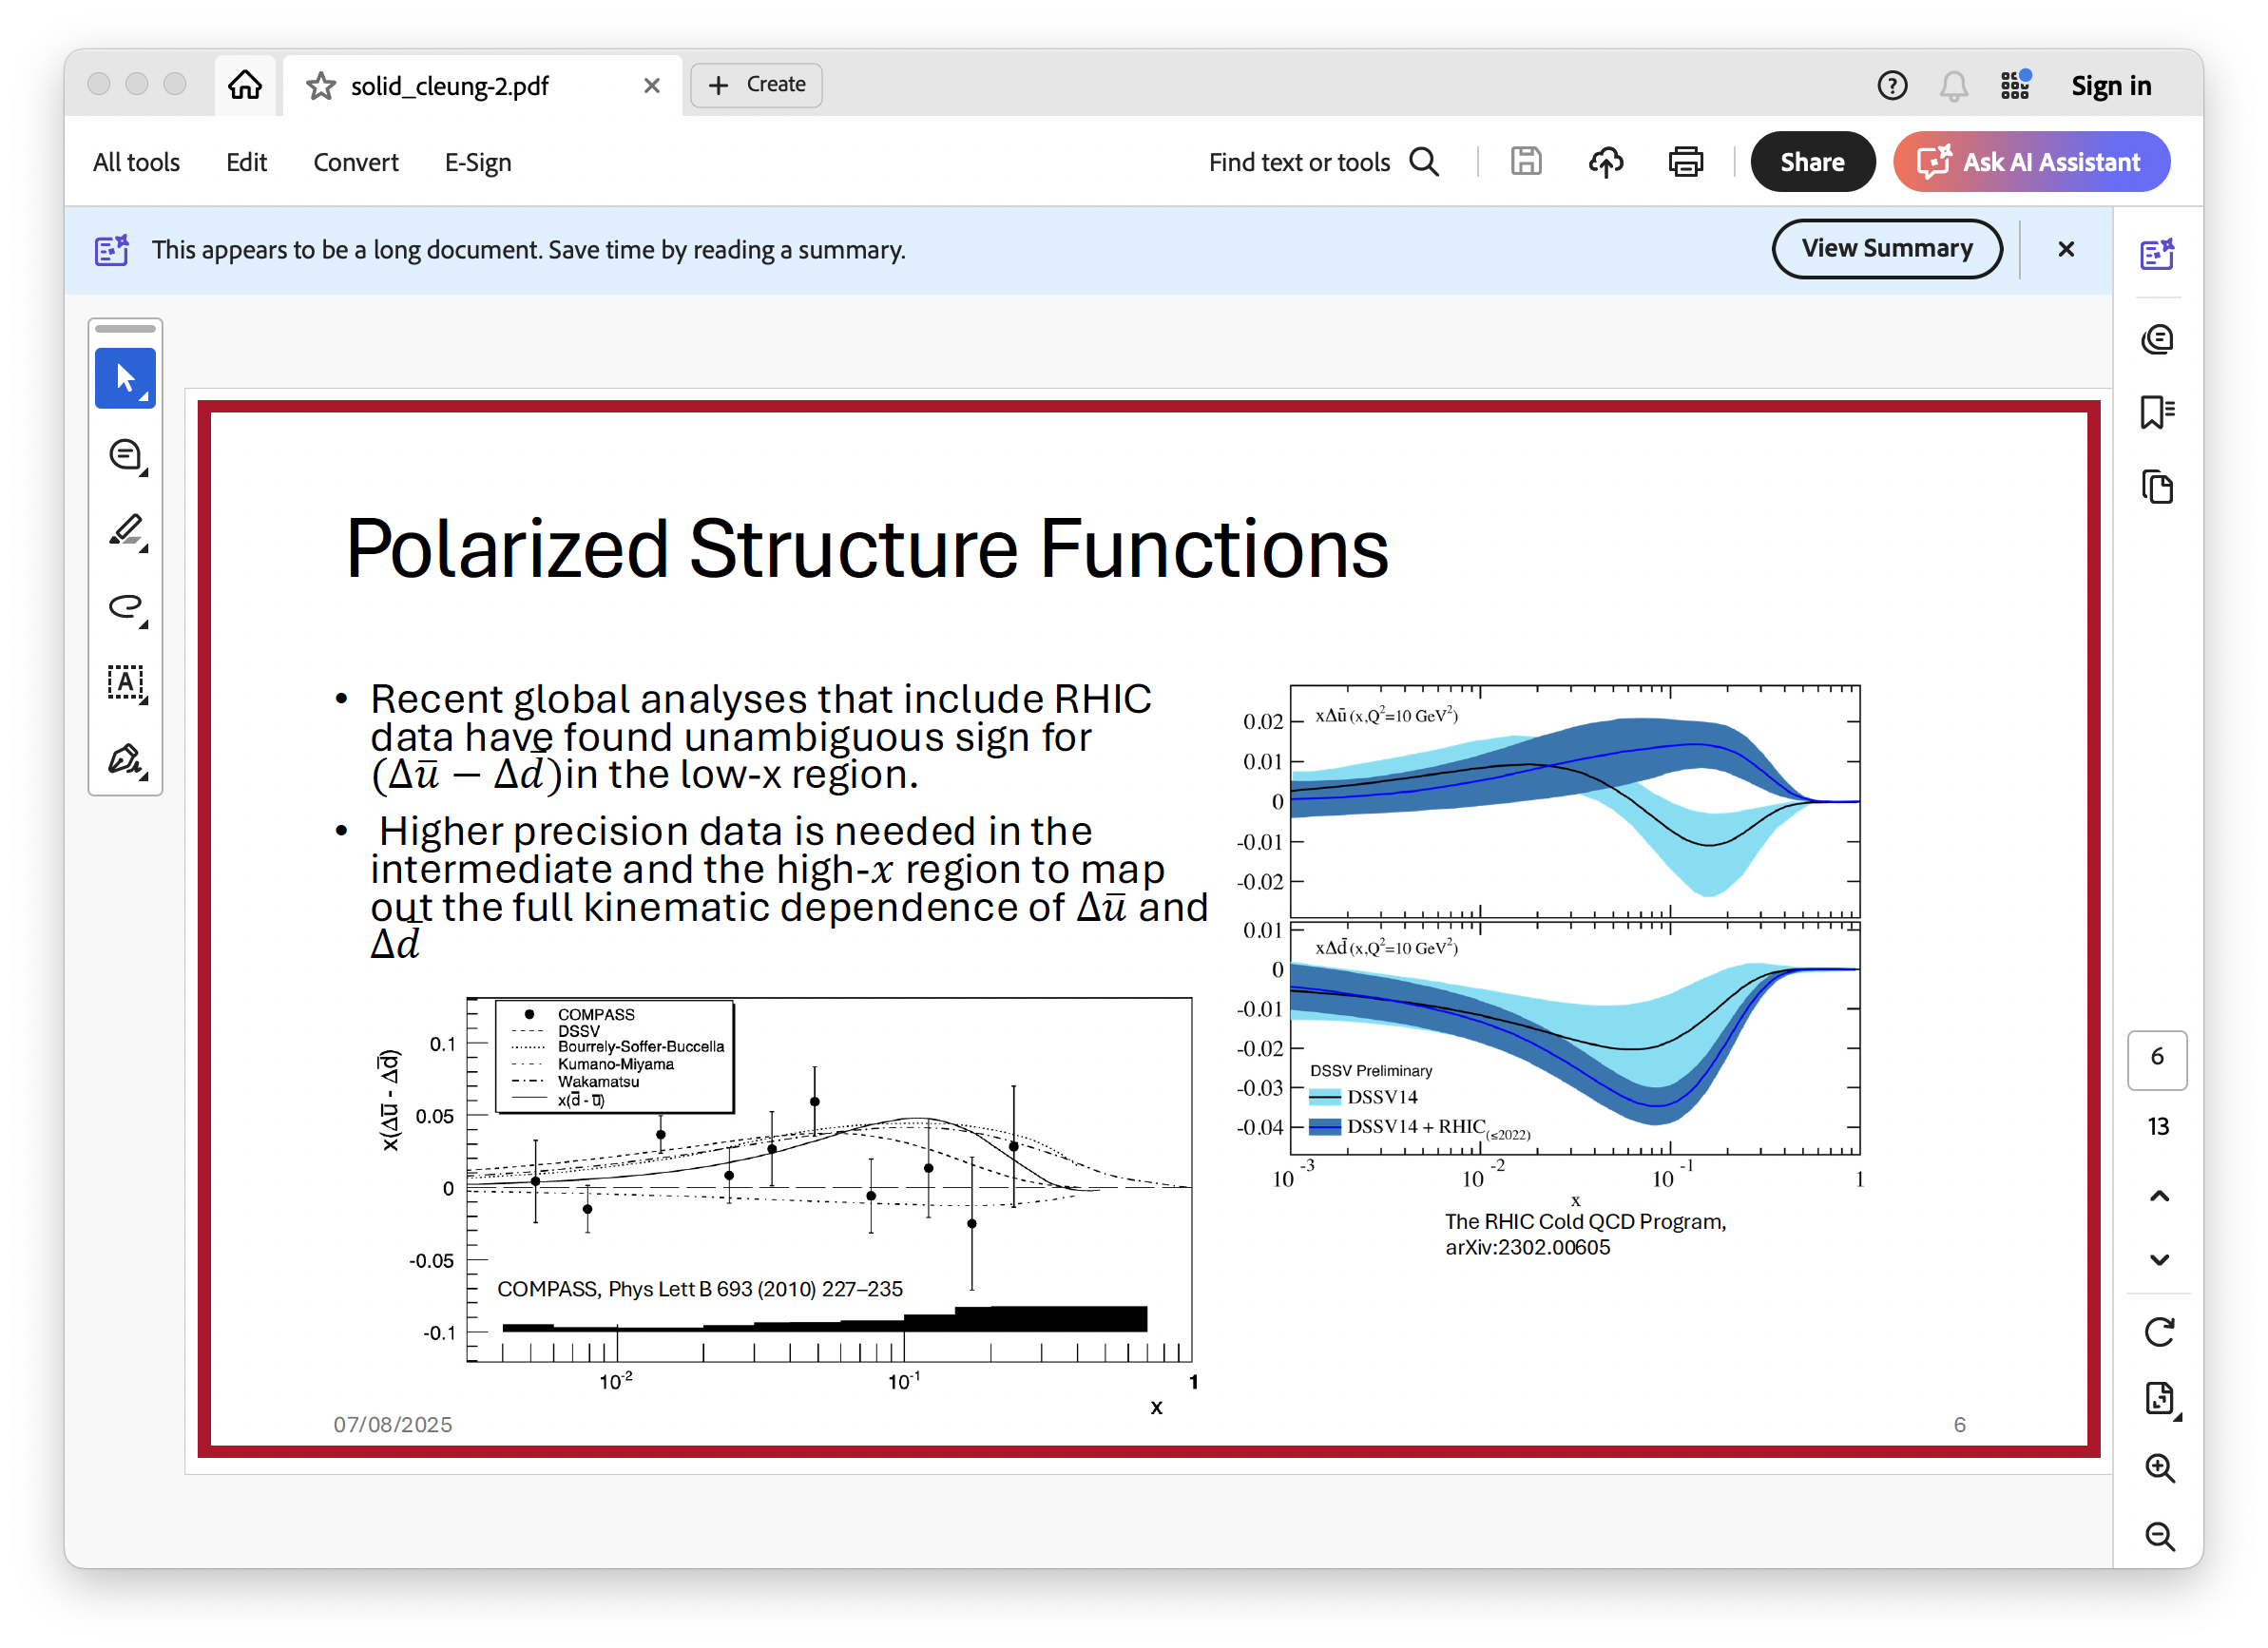 solid_cleung-2.pdf
Create
Sign in
All tools
Edit
Convert
E-Sign
Find text or tools
Share
Ask AI Assistant
This appears to be a long document. Save time by reading a summary.
View Summary
Polarized Structure Functions
• Recent global analyses that include RHIC
data have found unambiguous sign for
(Δū − Δd̄)in the low-x region.
• Higher precision data is needed in the
intermediate and the high-x region to map
out the full kinematic dependence of Δū and
Δd̄
COMPASS
DSSV
Bourrely-Soffer-Buccella
Kumano-Miyama
Wakamatsu
x(d̄ - ū)
x(Δū - Δd̄)
0.1
0.05
0
-0.05
-0.1
COMPASS, Phys Lett B 693 (2010) 227–235
10⁻² 10⁻¹ 1
x
xΔū (x,Q²=10 GeV²)
0.02
0.01
0
-0.01
-0.02
xΔd̄ (x,Q²=10 GeV²)
0.01
0
-0.01
-0.02
-0.03
-0.04
DSSV Preliminary
DSSV14
DSSV14 + RHIC(≤2022)
10⁻³ 10⁻² 10⁻¹ 1
x
The RHIC Cold QCD Program,
arXiv:2302.00605
07/08/2025
6
6
13